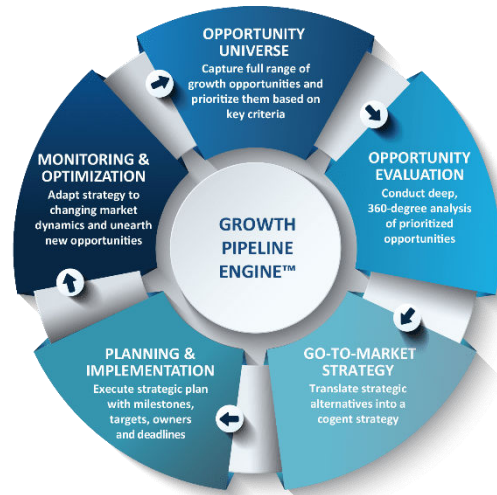 OPPORTUNITY
UNIVERSE
Capture full range of
growth opportunities and
prioritize them based on
key criteria
OPPORTUNITY
EVALUATION
Conduct deep,
360-degree analysis
of prioritized
opportunities
GO-TO-MARKET
STRATEGY
Translate strategic
alternatives into a
cogent strategy
PLANNING &
IMPLEMENTATION
Execute strategic plan
with milestones,
targets, owners
and deadlines
MONITORING &
OPTIMIZATION
Adapt strategy to
changing market
dynamics and unearth
new opportunities
GROWTH
PIPELINE
ENGINE™